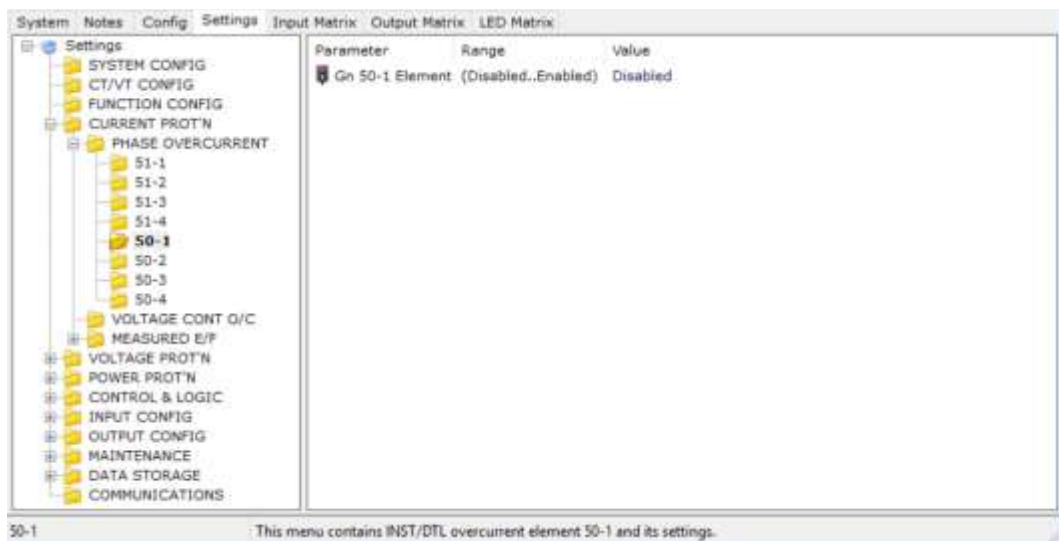 System Notes Config Settings Input Matrix Output Matrix LED Matrix
Settings
SYSTEM CONFIG
CT/VT CONFIG
FUNCTION CONFIG
CURRENT PROT'N
PHASE OVERCURRENT
51-1
51-2
51-3
51-4
50-1
50-2
50-3
50-4
VOLTAGE CONT O/C
MEASURED E/F
VOLTAGE PROT'N
POWER PROT'N
CONTROL & LOGIC
INPUT CONFIG
OUTPUT CONFIG
MAINTENANCE
DATA STORAGE
COMMUNICATIONS
Parameter Range Value
Gn 50-1 Element (Disabled..Enabled) Disabled
50-1 This menu contains INST/DTL overcurrent element 50-1 and its settings.